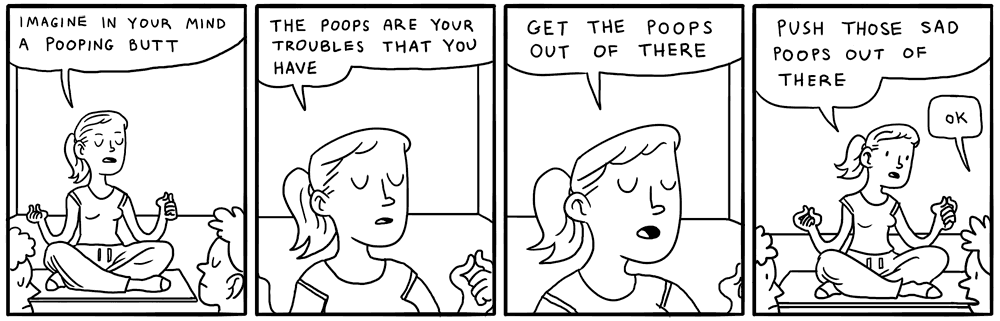 IMAGINE IN YOUR MIND
A POOPING BUTT
THE POOPS ARE YOUR
TROUBLES THAT YOU
HAVE
GET THE POOPS
OUT OF THERE
PUSH THOSE SAD
POOPS OUT OF
THERE
OK